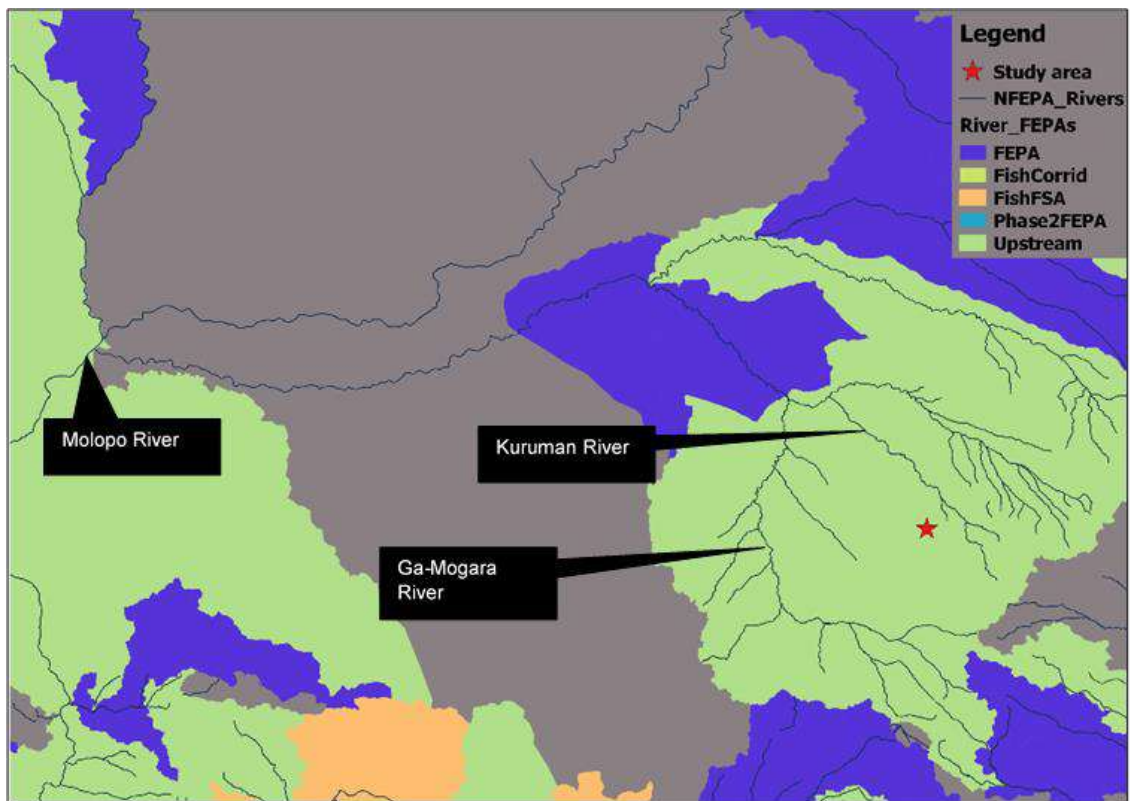 Legend
Study area
NFEPA_Rivers
River_FEPAs
FEPA
FishCorrid
FishFSA
Phase2FEPA
Upstream
Molopo River
Kuruman River
Ga-Mogara
River